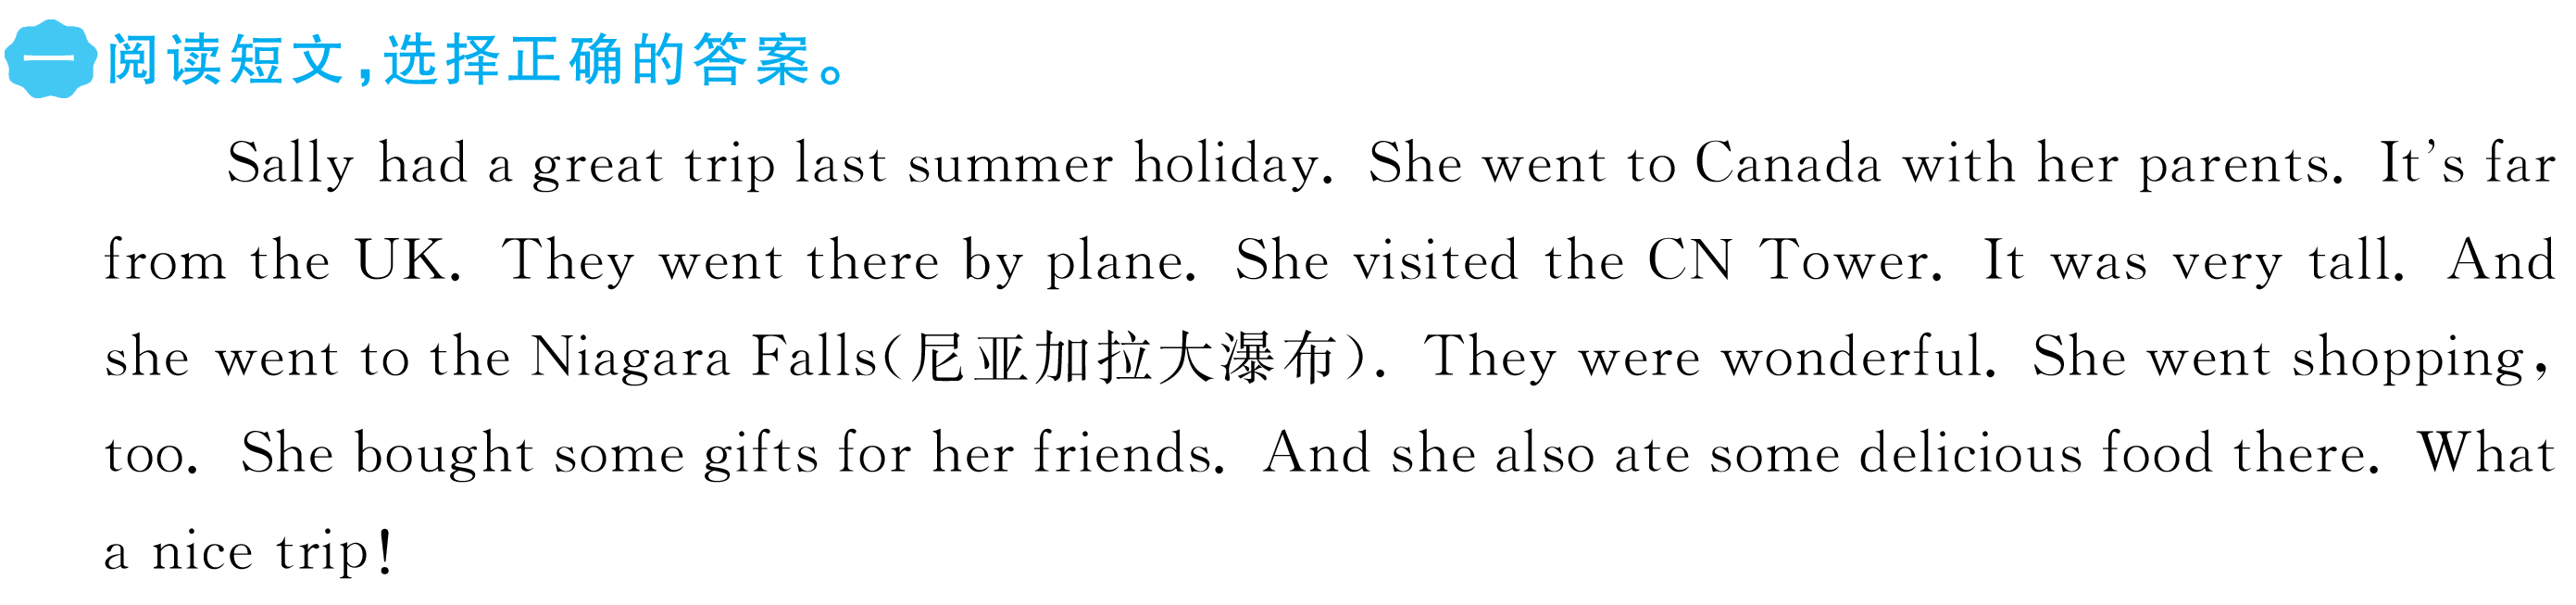 一 阅读短文,选择正确的答案。
Sally had a great trip last summer holiday. She went to Canada with her parents. It's far
from the UK. They went there by plane. She visited the CN Tower. It was very tall. And
she went to the Niagara Falls(尼亚加拉大瀑布). They were wonderful. She went shopping,
too. She bought some gifts for her friends. And she also ate some delicious food there. What
a nice trip!